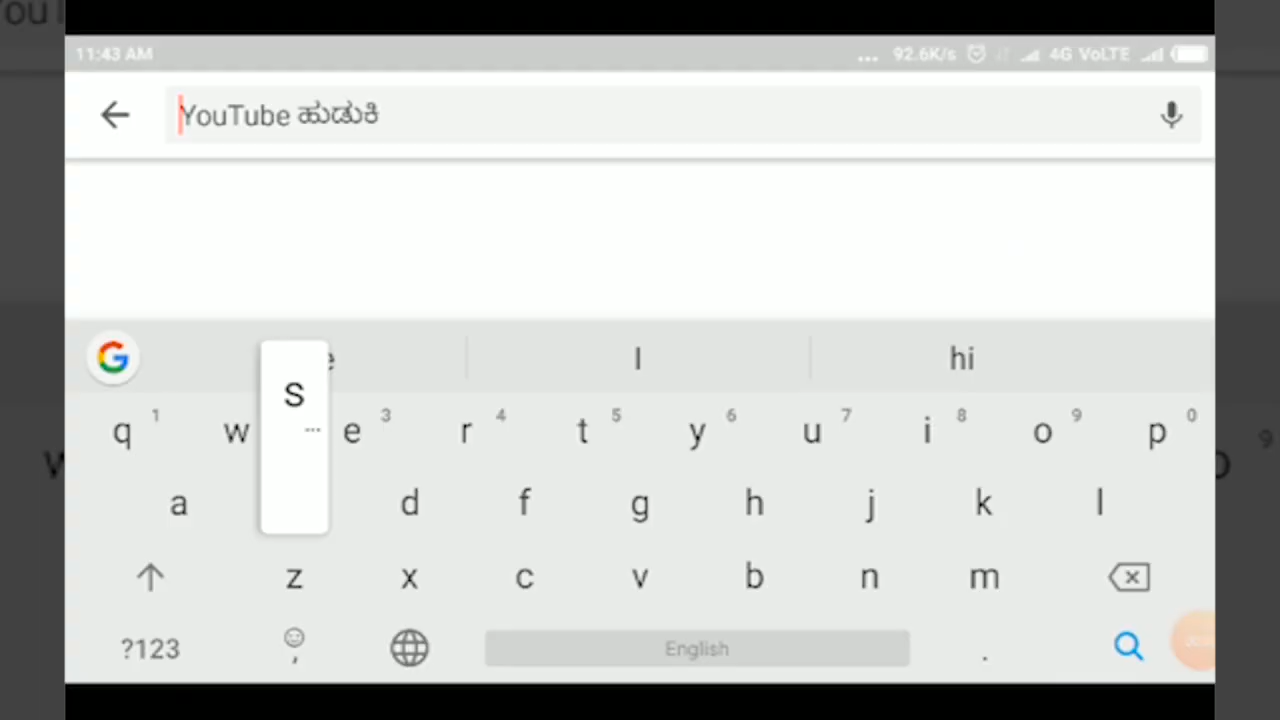 11:43 AM ... 92.6K/s 4G VoLTE
YouTube ಹುಡುಕಿ
I hi
q 1 w e 3 r 4 t 5 y 6 u 7 i 8 o 9 p 0
S
...
a d f g h j k l
z x c v b n m
?123 , English .